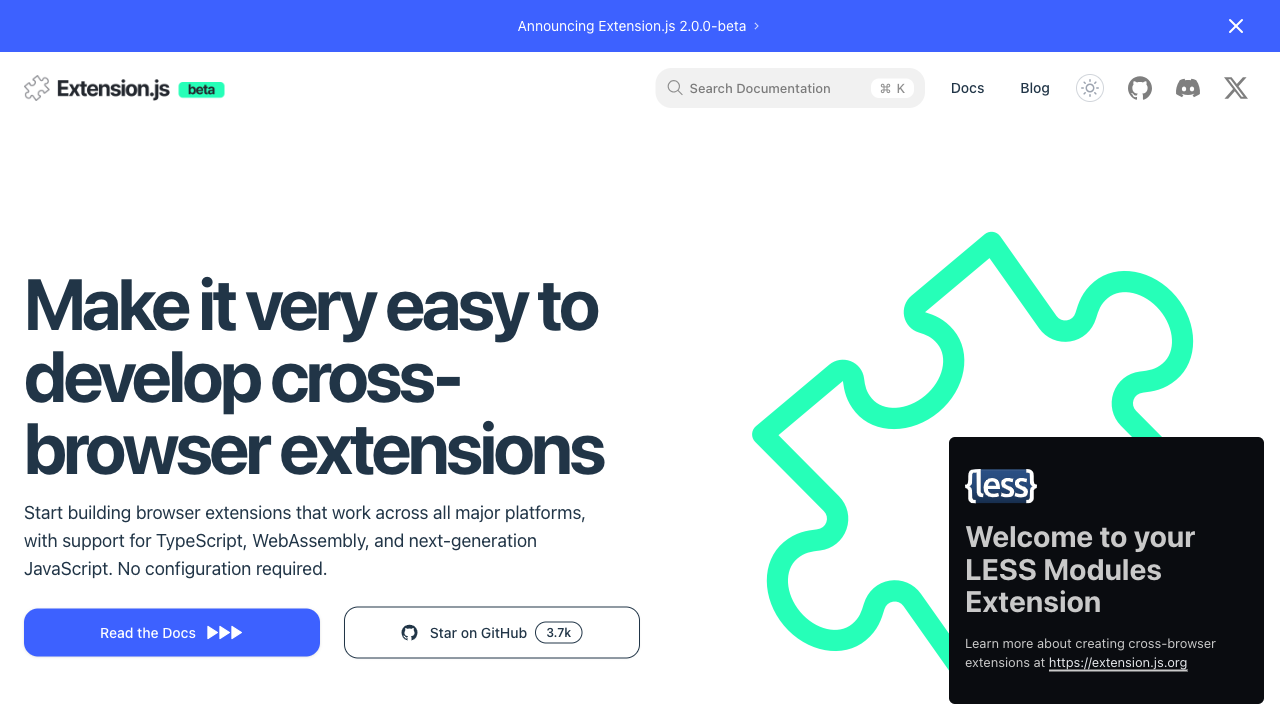 Announcing Extension.js 2.0.0-beta
Extension.js beta
Search Documentation ⌘ K
Docs
Blog
Make it very easy to
develop cross-
browser extensions
Start building browser extensions that work across all major platforms,
with support for TypeScript, WebAssembly, and next-generation
JavaScript. No configuration required.
Read the Docs
Star on GitHub 3.7k
{less}
Welcome to your
LESS Modules
Extension
Learn more about creating cross-browser
extensions at https://extension.js.org